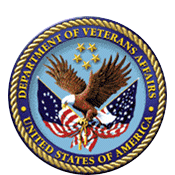 DEPARTMENT OF VETERANS AFFAIRS
UNITED STATES OF AMERICA